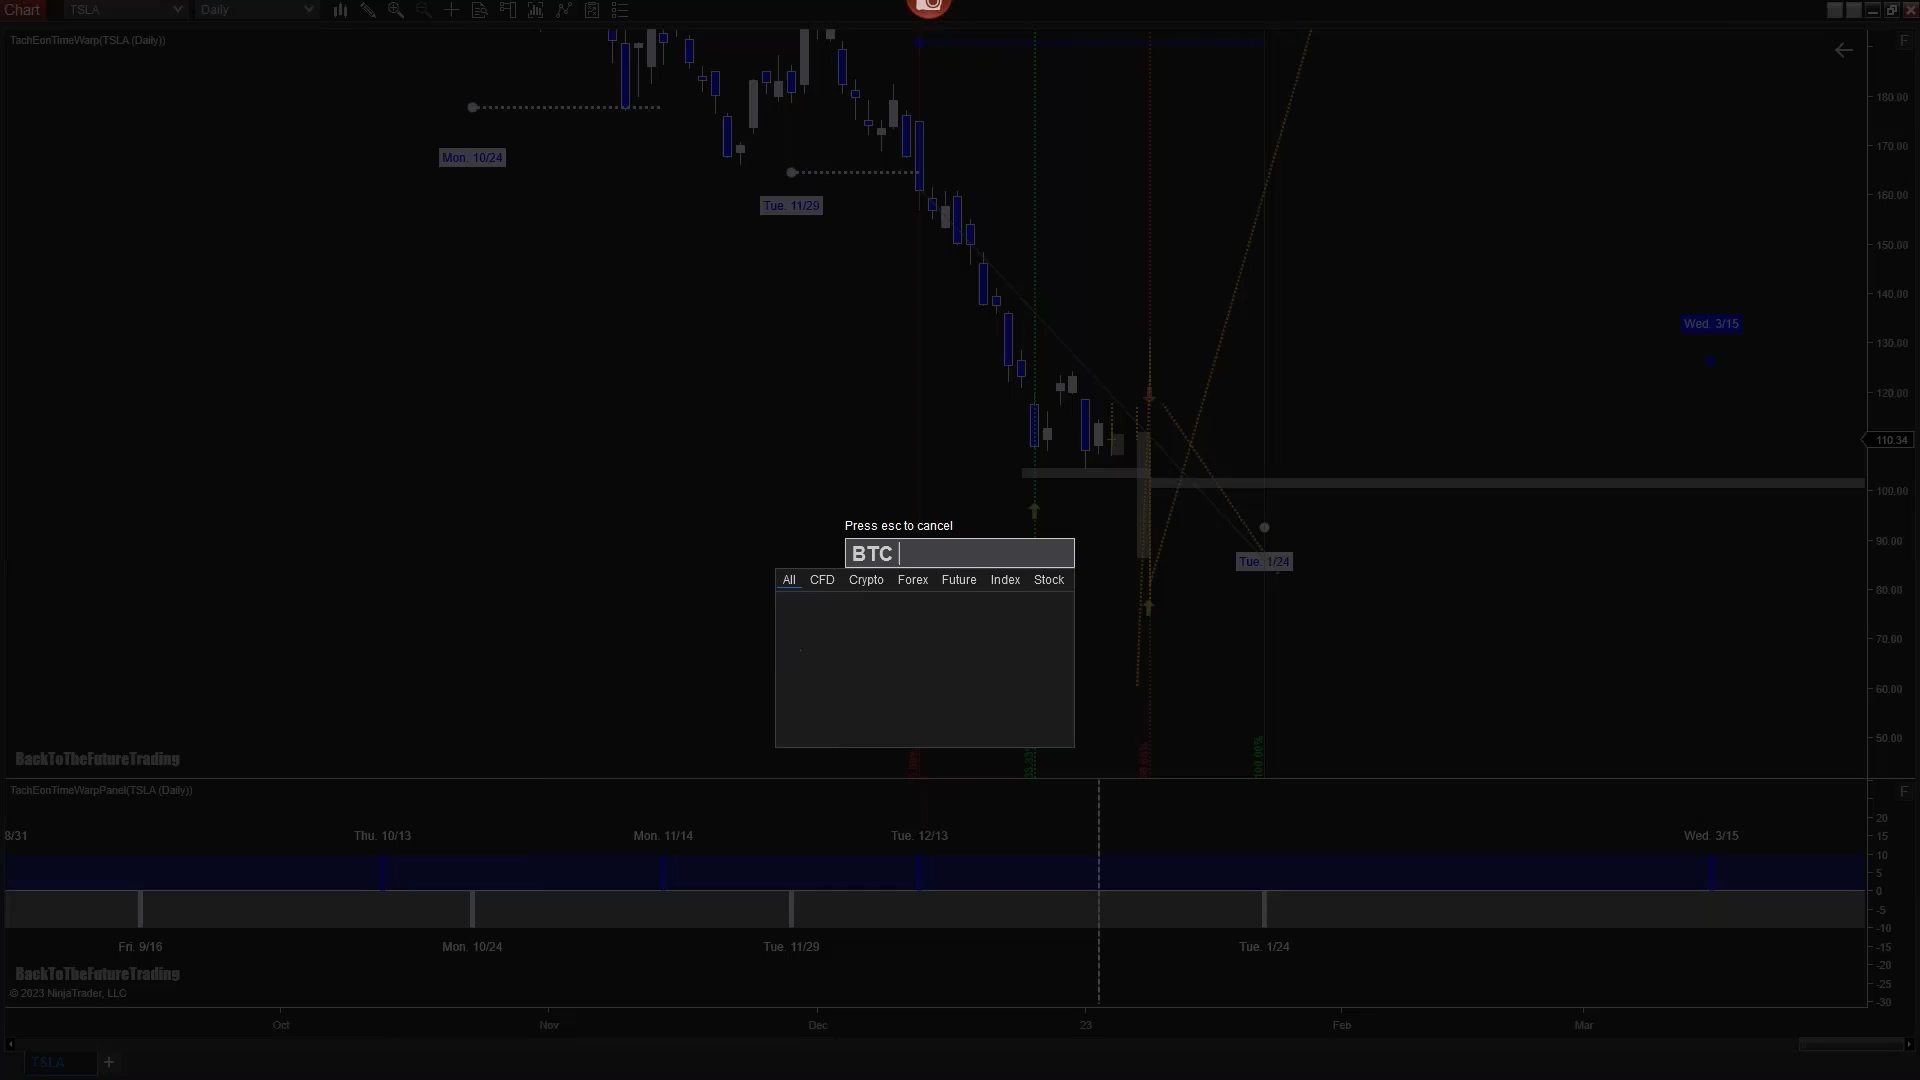 Chart TSLA Daily
TachEonTimeWarp(TSLA (Daily))
F
180.00
170.00
160.00
150.00
140.00
130.00
120.00
110.34
100.00
90.00
80.00
70.00
60.00
50.00
Mon. 10/24
Tue. 11/29
Wed. 3/15
Tue. 1/24
Press esc to cancel
BTC
All CFD Crypto Forex Future Index Stock
100.00%
BackToTheFutureTrading
TachEonTimeWarpPanel(TSLA (Daily))
F
8/31 Thu. 10/13 Mon. 11/14 Tue. 12/13 Wed. 3/15
20
15
10
5
0
-5
-10
-15
-20
-25
-30
Fri. 9/16 Mon. 10/24 Tue. 11/29 Tue. 1/24
BackToTheFutureTrading
© 2023 NinjaTrader, LLC
Oct Nov Dec 23 Feb Mar
TSLA +